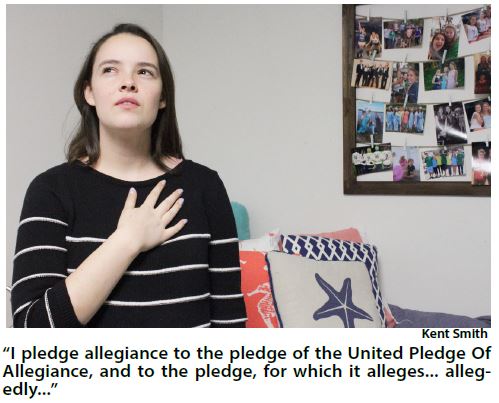 Kent Smith
“I pledge allegiance to the pledge of the United Pledge Of
Allegiance, and to the pledge, for which it alleges... alleg-
edly...”